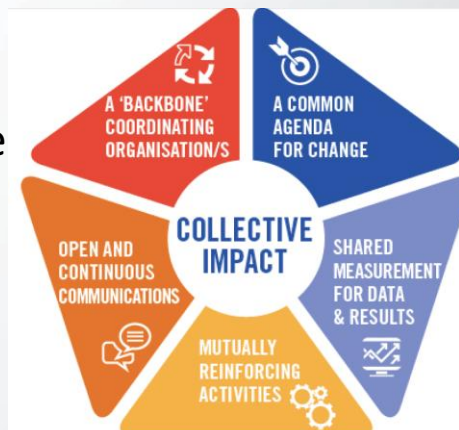 e
A 'BACKBONE'
COORDINATING
ORGANISATION/S
A COMMON
AGENDA
FOR CHANGE
COLLECTIVE
IMPACT
OPEN AND
CONTINUOUS
COMMUNICATIONS
SHARED
MEASUREMENT
FOR DATA
& RESULTS
MUTUALLY
REINFORCING
ACTIVITIES